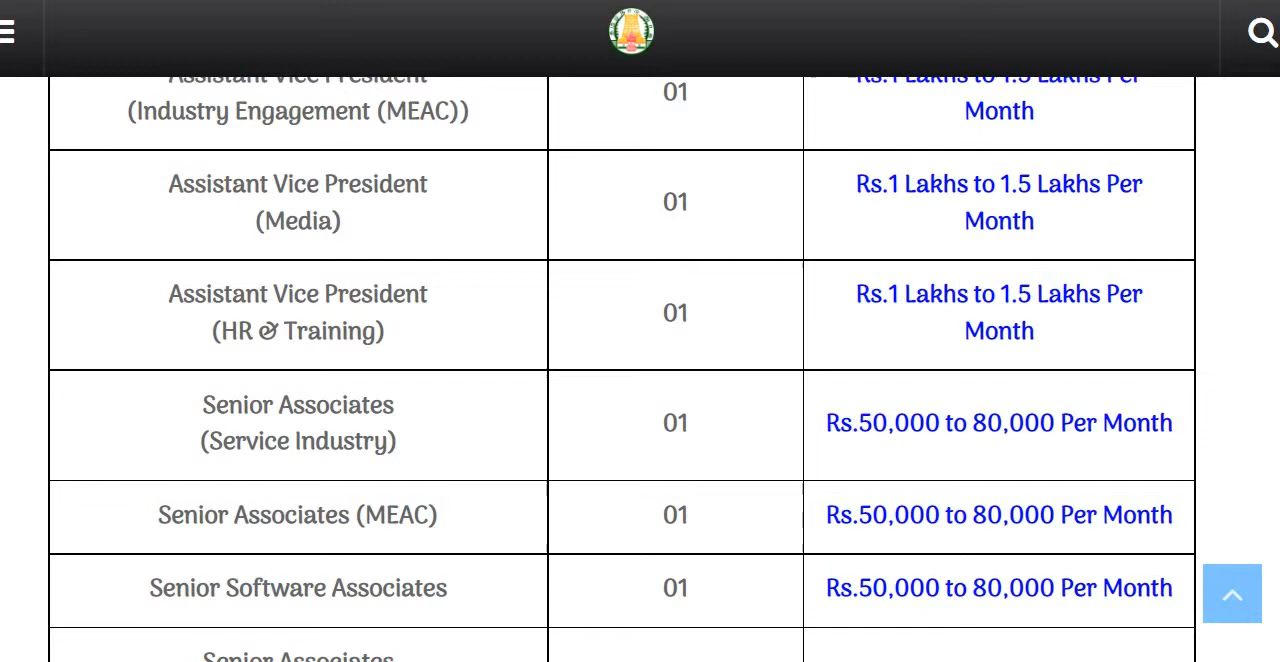 Assistant Vice President
(Industry Engagement (MEAC))
01
Rs.1 Lakhs to 1.5 Lakhs Per
Month
Assistant Vice President
(Media)
01
Rs.1 Lakhs to 1.5 Lakhs Per
Month
Assistant Vice President
(HR & Training)
01
Rs.1 Lakhs to 1.5 Lakhs Per
Month
Senior Associates
(Service Industry)
01
Rs.50,000 to 80,000 Per Month
Senior Associates (MEAC)
01
Rs.50,000 to 80,000 Per Month
Senior Software Associates
01
Rs.50,000 to 80,000 Per Month
Senior Associates